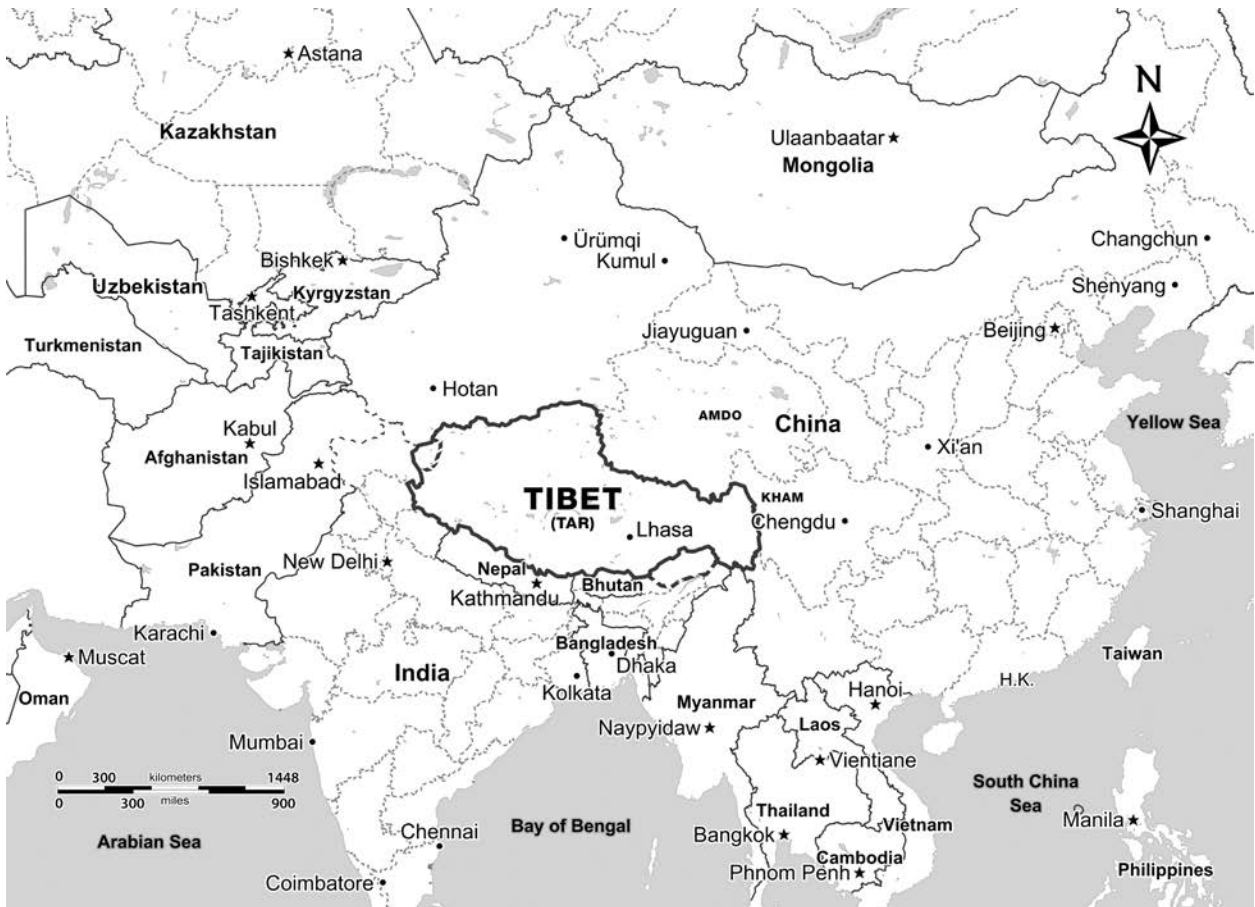 Astana
N
Kazakhstan
Ulaanbaatar
Mongolia
Ürümqi
Changchun
Kumul
Bishkek
Uzbekistan
Kyrgyzstan
Shenyang
Tashkent
Jiayuguan
Beijing
Turkmenistan
Tajikistan
Hotan
AMDO
China
Yellow Sea
Kabul
Afghanistan
Xi'an
Islamabad
TIBET
(TAR)
KHAM
Chengdu
Shanghai
Lhasa
New Delhi
Pakistan
Nepal
Bhutan
Kathmandu
Karachi
Bangladesh
Muscat
Dhaka
Taiwan
India
H.K.
Oman
Kolkata
Hanoi
Myanmar
Laos
Naypyidaw
Mumbai
Vientiane
0 300 kilometers 1448
0 300 miles 900
South China
Sea
Thailand
Manila
Arabian Sea
Bay of Bengal
Vietnam
Chennai
Bangkok
Cambodia
Phnom Penh
Philippines
Coimbatore